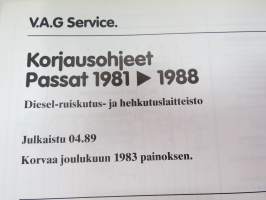 V.A.G Service.
Korjausohjeet
Passat 1981 ▶ 1988
Diesel-ruiskutus- ja hehkutuslaitteisto
Julkaistu 04.89
Korvaa joulukuun 1983 painoksen.